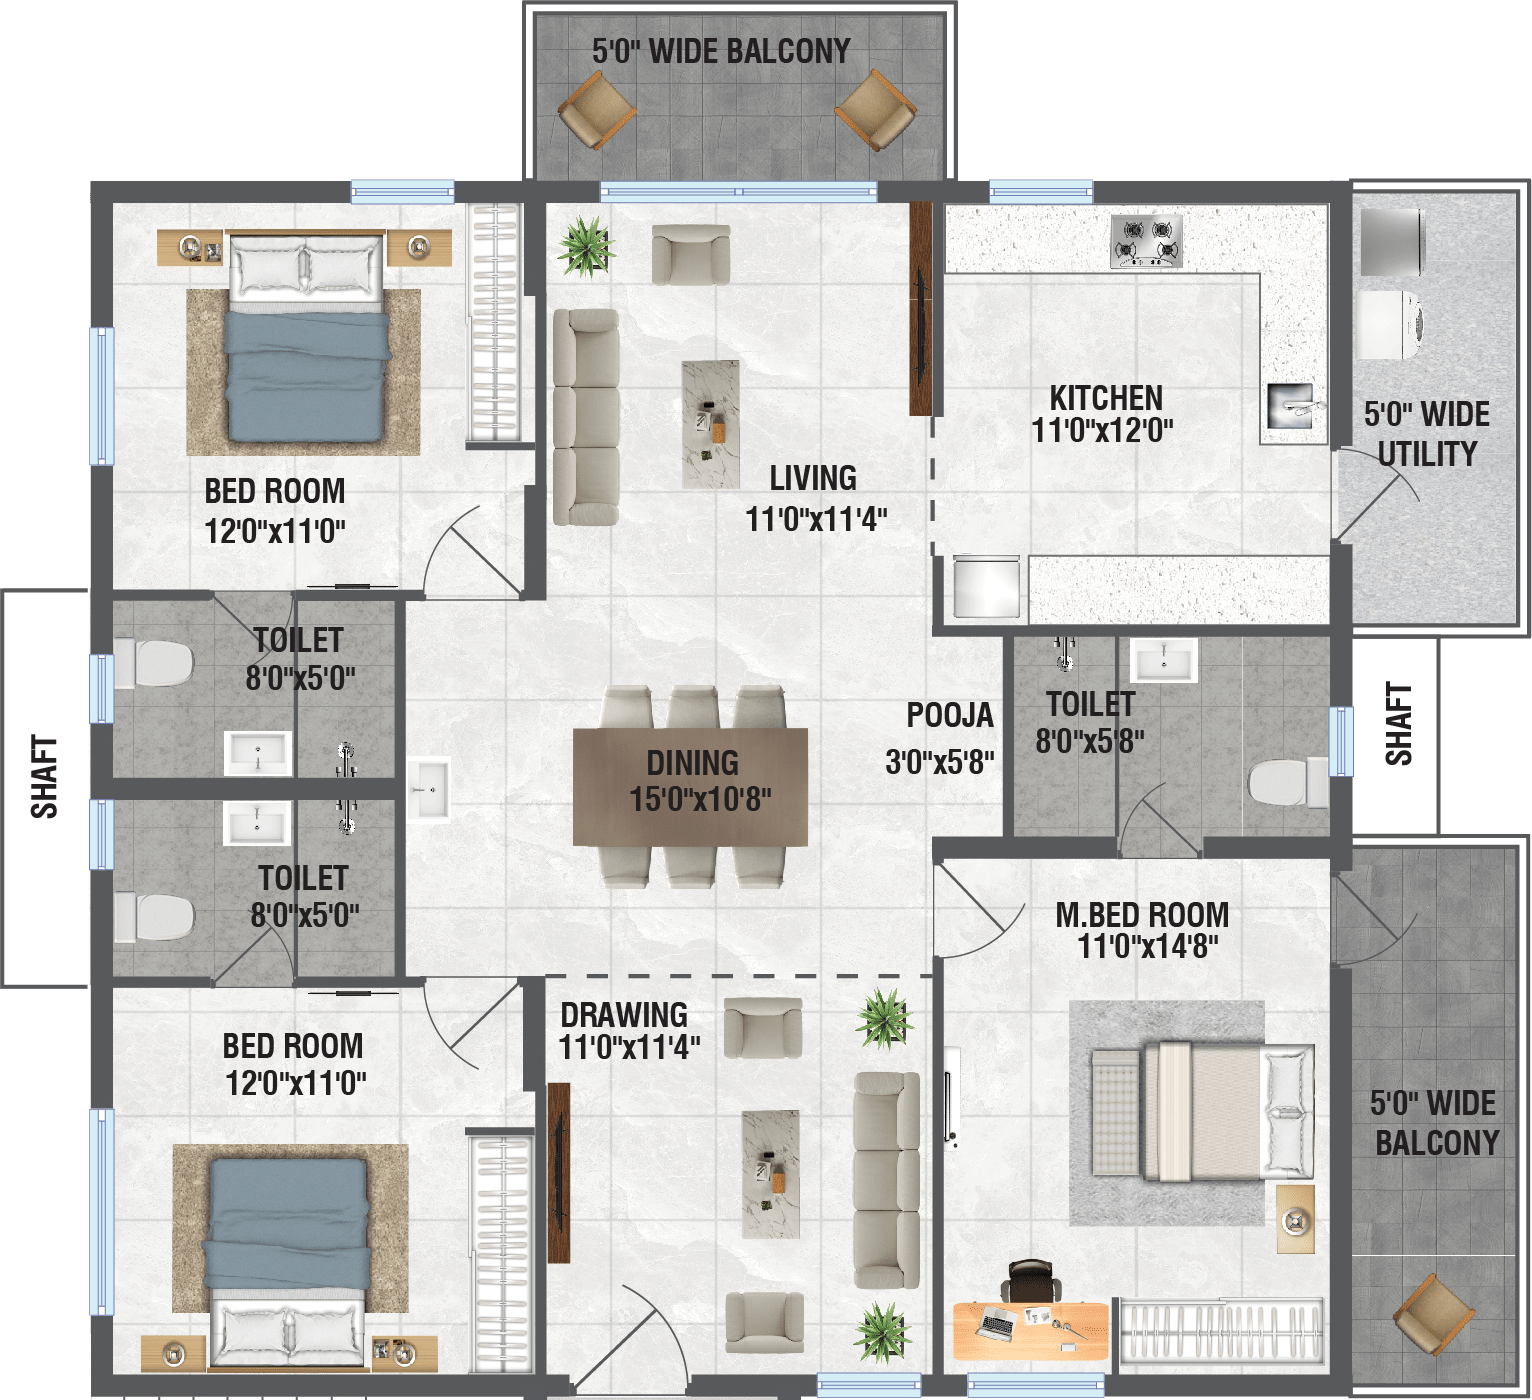 5'0" WIDE BALCONY
BED ROOM
12'0"x11'0"
LIVING
11'0"x11'4"
KITCHEN
11'0"x12'0"
5'0" WIDE
UTILITY
TOILET
8'0"x5'0"
SHAFT
TOILET
8'0"x5'0"
DINING
15'0"x10'8"
POOJA
3'0"x5'8"
TOILET
8'0"x5'8"
SHAFT
BED ROOM
12'0"x11'0"
DRAWING
11'0"x11'4"
M.BED ROOM
11'0"x14'8"
5'0" WIDE
BALCONY